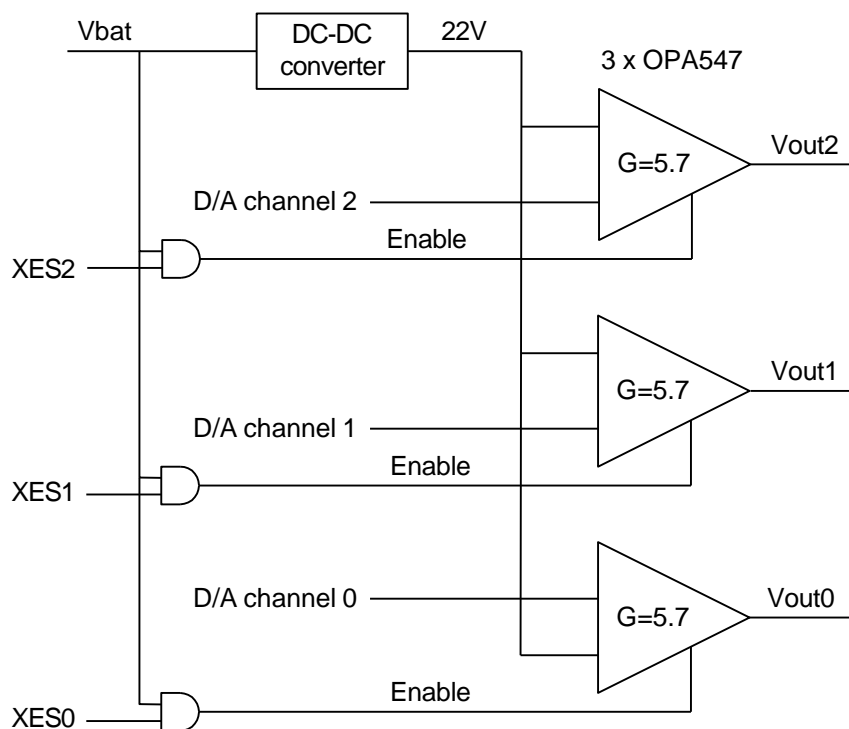 Vbat
DC-DC
converter
22V
3 x OPA547
G=5.7
Vout2
D/A channel 2
Enable
XES2
G=5.7
Vout1
D/A channel 1
Enable
XES1
D/A channel 0
G=5.7
Vout0
Enable
XES0